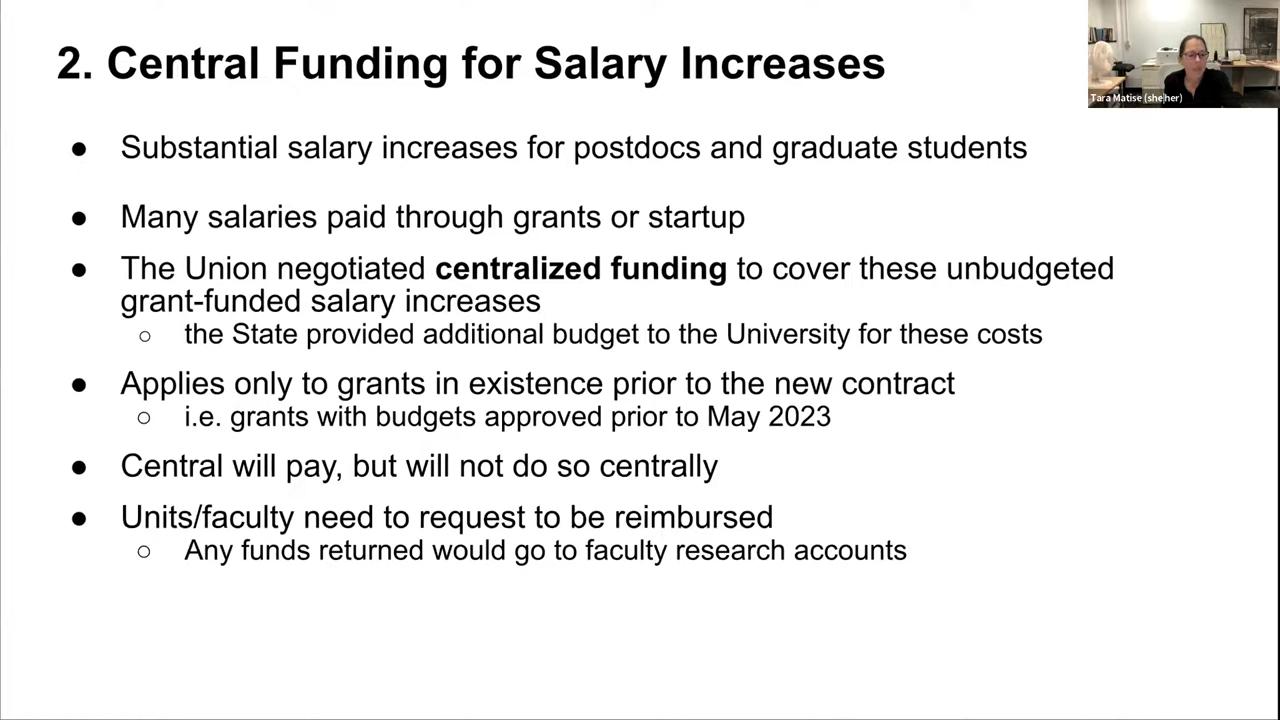 2. Central Funding for Salary Increases
Tara Matise (she|her)
● Substantial salary increases for postdocs and graduate students
● Many salaries paid through grants or startup
● The Union negotiated centralized funding to cover these unbudgeted
grant-funded salary increases
○ the State provided additional budget to the University for these costs
● Applies only to grants in existence prior to the new contract
○ i.e. grants with budgets approved prior to May 2023
● Central will pay, but will not do so centrally
● Units/faculty need to request to be reimbursed
○ Any funds returned would go to faculty research accounts